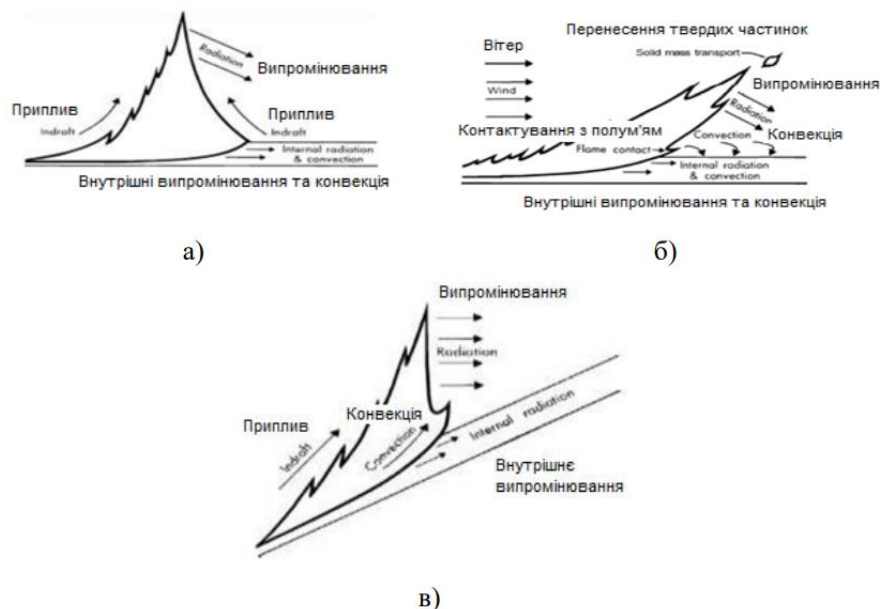 Radiation
Випромінювання
Приплив
Indraft
Приплив
Indraft
Internal radiation
& convection
Внутрішні випромінювання та конвекція
а)
Перенесення твердих частинок
Вітер
Solid mass transport
Wind
Випромінювання
Radiation
Контактування з полум'ям
Convection
Конвекція
Flame contact
Internal radiation
& convection
Внутрішні випромінювання та конвекція
б)
Випромінювання
Radiation
Конвекція
Приплив
Indraft
Convection
Internal radiation
Внутрішнє
випромінювання
в)